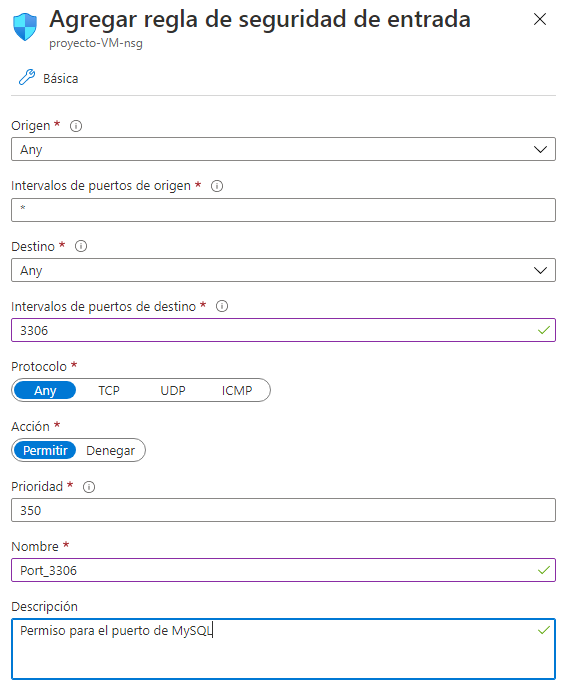 Agregar regla de seguridad de entrada
proyecto-VM-nsg
Básica
Origen *
Any
Intervalos de puertos de origen *
*
Destino *
Any
Intervalos de puertos de destino *
3306
Protocolo *
Any TCP UDP ICMP
Acción *
Permitir Denegar
Prioridad *
350
Nombre *
Port_3306
Descripción
Permiso para el puerto de MySQL